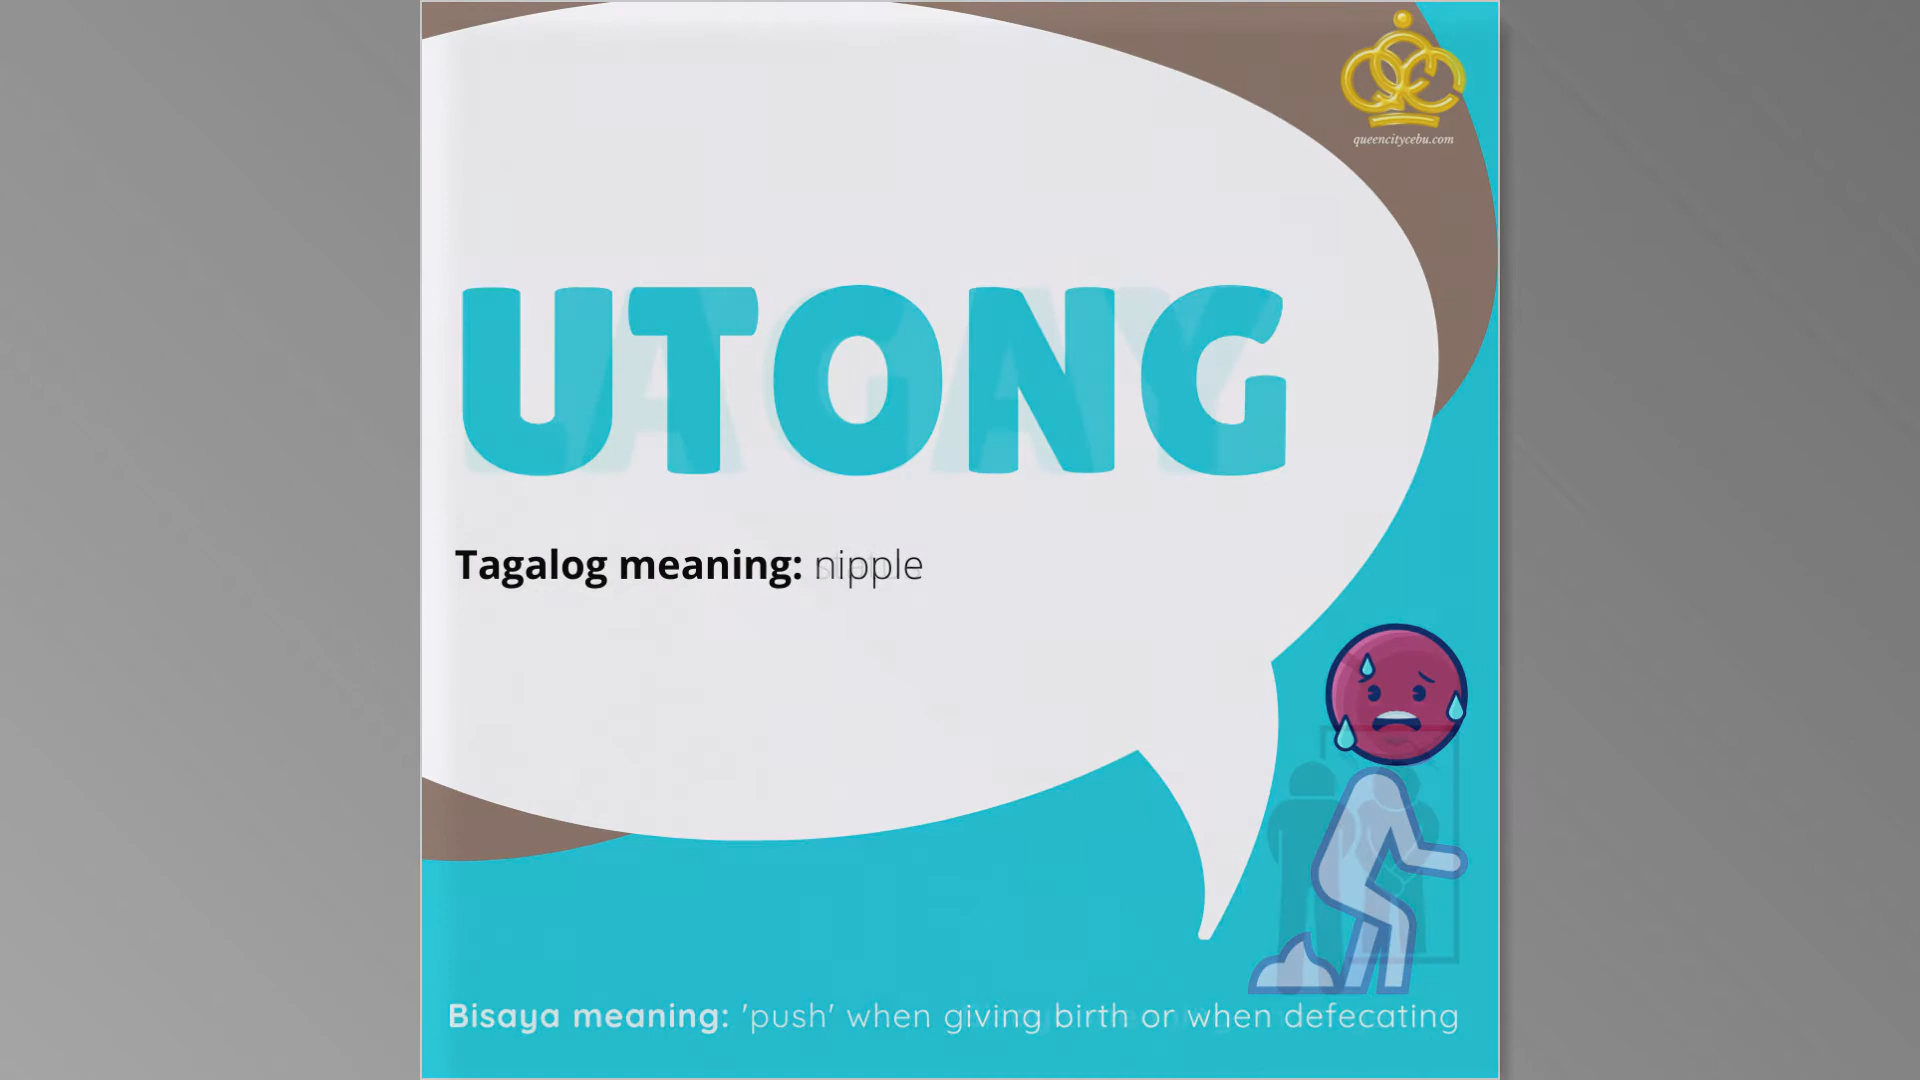 queencitycebu.com
UTONG
Tagalog meaning: nipple
Bisaya meaning: 'push' when giving birth or when defecating